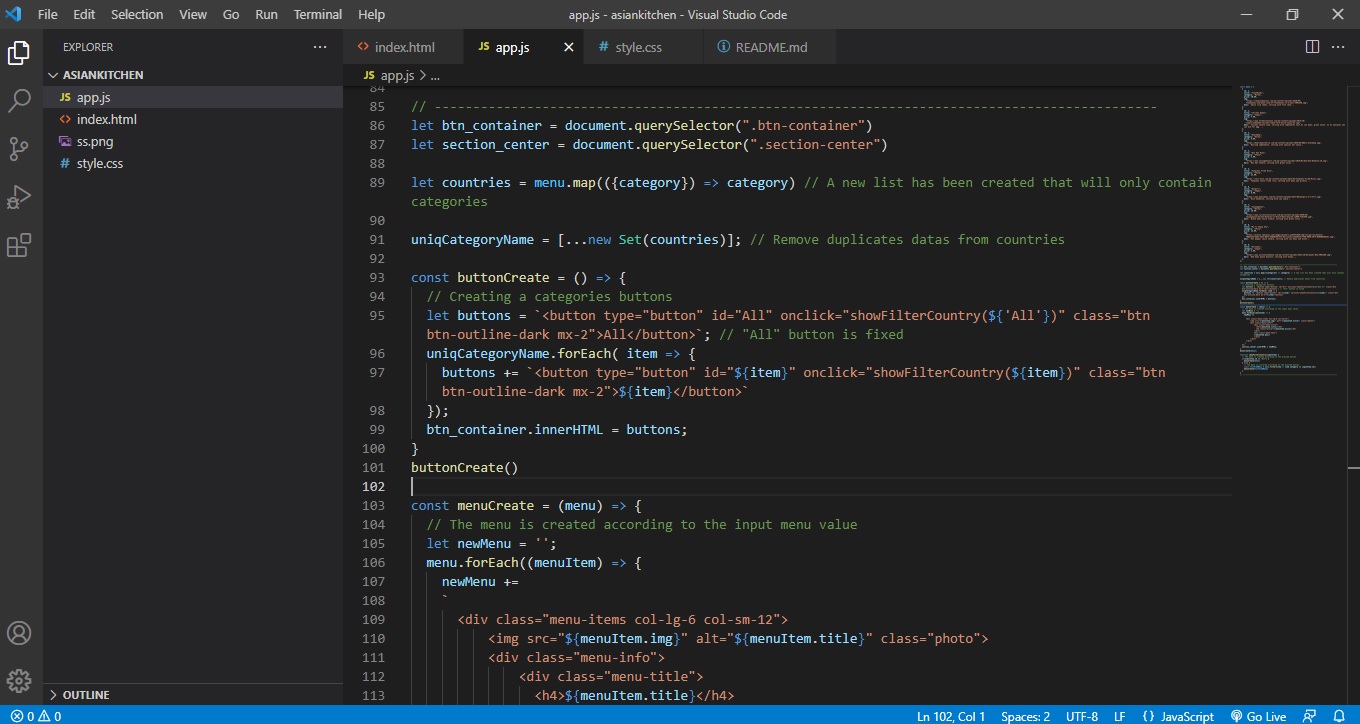 File Edit Selection View Go Run Terminal Help app.js - asiankitchen - Visual Studio Code
EXPLORER ···
index.html JS app.js # style.css README.md ···
ASIANKITCHEN
JS app.js
index.html
ss.png
# style.css
OUTLINE
JS app.js > ...
84
85 // ----------------------------------------------------------------------------------------------
86 let btn_container = document.querySelector(".btn-container")
87 let section_center = document.querySelector(".section-center")
88
89 let countries = menu.map(({category}) => category) // A new list has been created that will only contain
categories
90
91 uniqCategoryName = [...new Set(countries)]; // Remove duplicates datas from countries
92
93 const buttonCreate = () => {
94 // Creating a categories buttons
95 let buttons = `<button type="button" id="All" onclick="showFilterCountry(${'All'})" class="btn
btn-outline-dark mx-2">All</button>`; // "All" button is fixed
96 uniqCategoryName.forEach( item => {
97 buttons += `<button type="button" id="${item}" onclick="showFilterCountry(${item})" class="btn
btn-outline-dark mx-2">${item}</button>`
98 });
99 btn_container.innerHTML = buttons;
100 }
101 buttonCreate()
102
103 const menuCreate = (menu) => {
104 // The menu is created according to the input menu value
105 let newMenu = '';
106 menu.forEach((menuItem) => {
107 newMenu +=
108 `
109 <div class="menu-items col-lg-6 col-sm-12">
110 <img src="${menuItem.img}" alt="${menuItem.title}" class="photo">
111 <div class="menu-info">
112 <div class="menu-title">
113 <h4>${menuItem.title}</h4>
0 0 Ln 102, Col 1 Spaces: 2 UTF-8 LF {} JavaScript Go Live